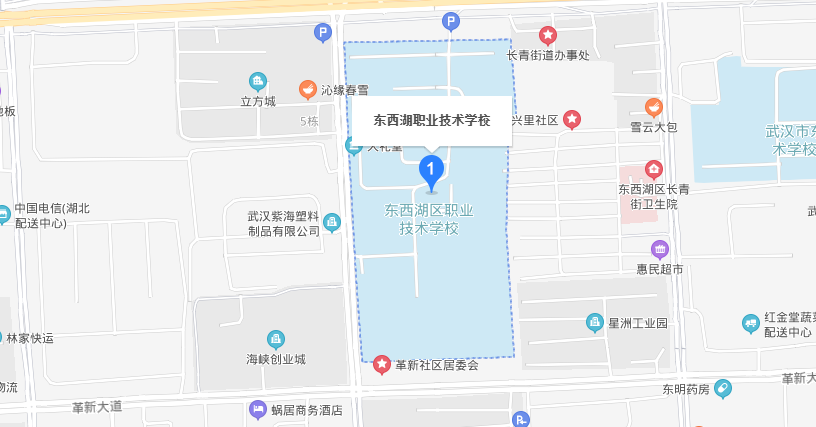 P
P
长青街道办事处
立方城
沁缘春雪
5栋
地板
东西湖职业技术学校
兴里社区
雪云大包
武汉市东
术学校
大礼堂
1
东西湖区长青
街卫生院
中国电信(湖北
配送中心)
武汉紫海塑料
制品有限公司
东西湖区职业
技术学校
武
惠民超市
林家快运
海峡创业城
星洲工业园
红金堂蔬菜
配送中心
革新社区居委会
物流
东明药房
革新大
革新大道
蜗居商务酒店
P